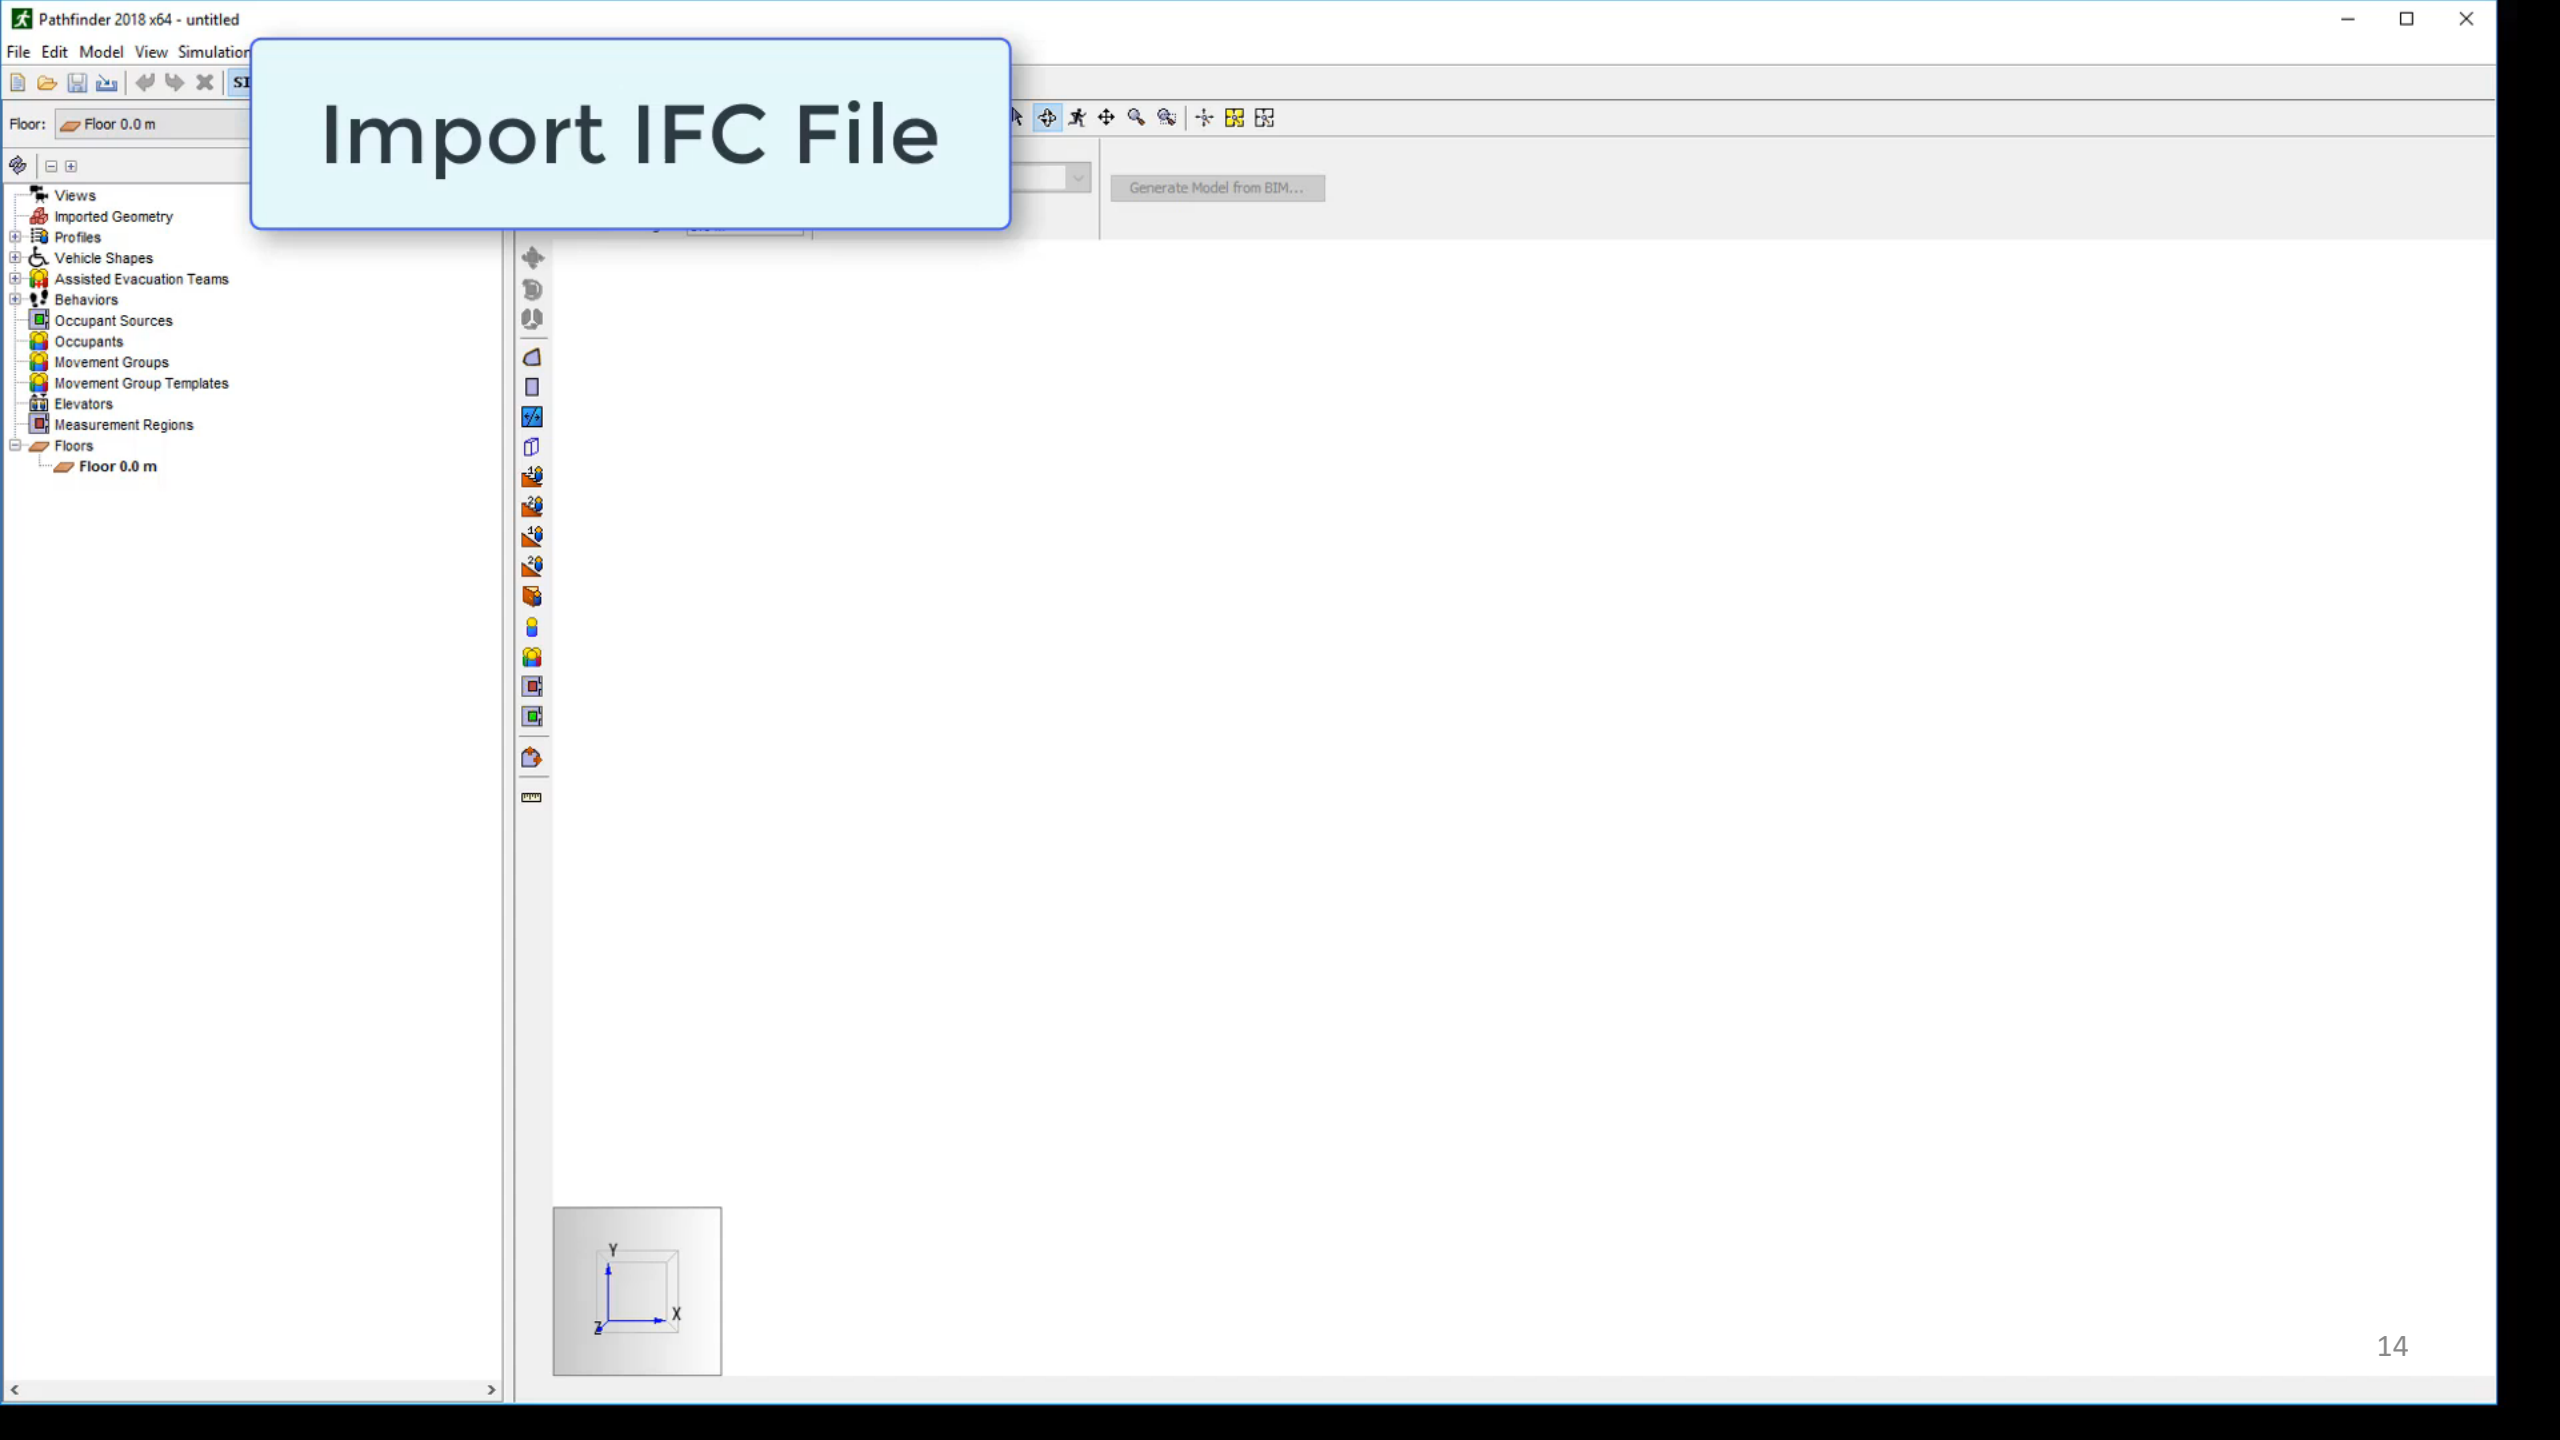 Pathfinder 2018 x64 - untitled
File Edit Model View Simulation
Import IFC File
SI
Floor: Floor 0.0 m
Generate Model from BIM...
Views
Imported Geometry
Profiles
Vehicle Shapes
Assisted Evacuation Teams
Behaviors
Occupant Sources
Occupants
Movement Groups
Movement Group Templates
Elevators
Measurement Regions
Floors
Floor 0.0 m
Y
X
Z
14